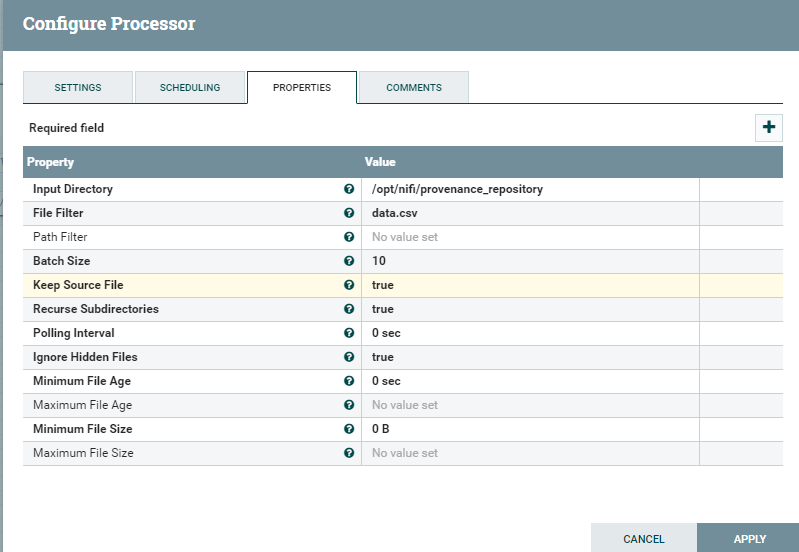 Configure Processor
SETTINGS SCHEDULING PROPERTIES COMMENTS
Required field
Property Value
Input Directory /opt/nifi/provenance_repository
File Filter data.csv
Path Filter No value set
Batch Size 10
Keep Source File true
Recurse Subdirectories true
Polling Interval 0 sec
Ignore Hidden Files true
Minimum File Age 0 sec
Maximum File Age No value set
Minimum File Size 0 B
Maximum File Size No value set
CANCEL APPLY